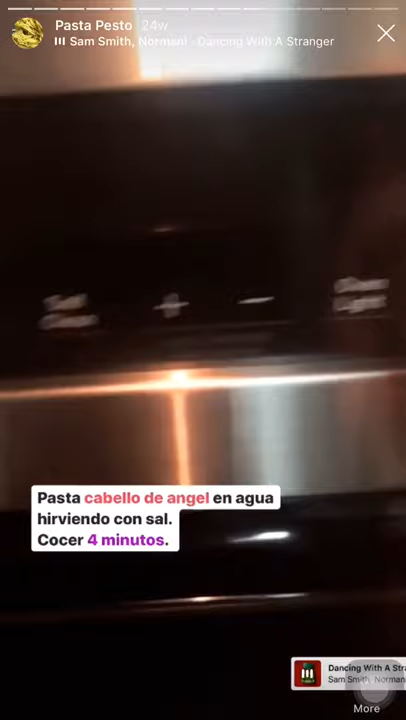 Pasta Pesto 24w
Sam Smith, Normani · Dancing With A Stranger
Pasta cabello de angel en agua
hirviendo con sal.
Cocer 4 minutos.
Dancing With A Stra
Sam Smith, Norman
More